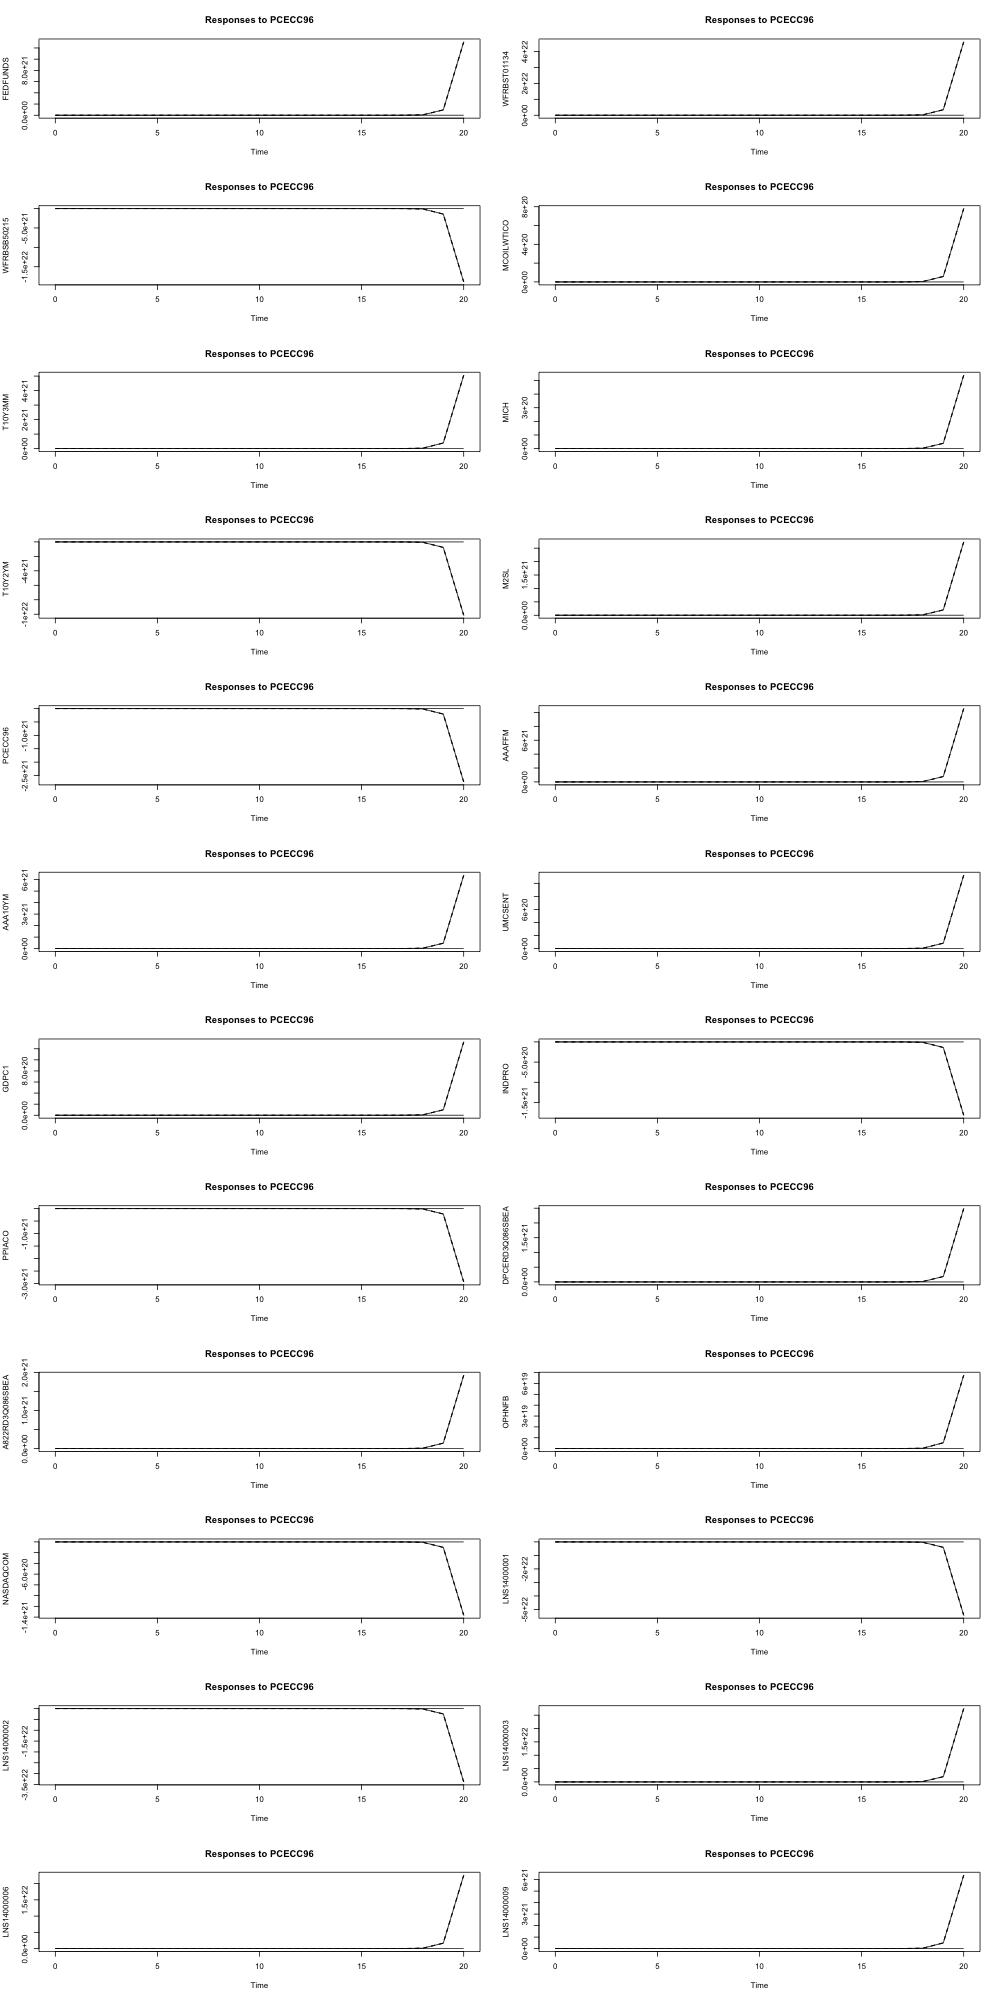 Responses to PCECC96
FEDFUNDS
0.0e+00 8.0e+21
0 5 10 15 20
Time
Responses to PCECC96
WFRBST01134
0e+00 2e+22 4e+22
0 5 10 15 20
Time
Responses to PCECC96
WFRBSB50215
-1.5e+22 -5.0e+21
0 5 10 15 20
Time
Responses to PCECC96
MCOILWTICO
0e+00 4e+20 8e+20
0 5 10 15 20
Time
Responses to PCECC96
T10Y3MM
0e+00 2e+21 4e+21
0 5 10 15 20
Time
Responses to PCECC96
MICH
0e+00 3e+20
0 5 10 15 20
Time
Responses to PCECC96
T10Y2YM
-1e+22 -4e+21
0 5 10 15 20
Time
Responses to PCECC96
M2SL
0.0e+00 1.5e+21
0 5 10 15 20
Time
Responses to PCECC96
PCECC96
-2.5e+21 -1.0e+21
0 5 10 15 20
Time
Responses to PCECC96
AAAFFM
0e+00 6e+21
0 5 10 15 20
Time
Responses to PCECC96
AAA10YM
0e+00 3e+21 6e+21
0 5 10 15 20
Time
Responses to PCECC96
UMCSENT
0e+00 6e+20
0 5 10 15 20
Time
Responses to PCECC96
GDPC1
0.0e+00 8.0e+20
0 5 10 15 20
Time
Responses to PCECC96
INDPRO
-1.5e+21 -5.0e+20
0 5 10 15 20
Time
Responses to PCECC96
PPIACO
-3.0e+21 -1.0e+21
0 5 10 15 20
Time
Responses to PCECC96
DPCERD3Q086SBEA
0.0e+00 1.5e+21
0 5 10 15 20
Time
Responses to PCECC96
A822RD3Q086SBEA
0.0e+00 1.0e+21 2.0e+21
0 5 10 15 20
Time
Responses to PCECC96
OPHNFB
0e+00 3e+19 6e+19
0 5 10 15 20
Time
Responses to PCECC96
NASDAQCOM
-1.4e+21 -6.0e+20
0 5 10 15 20
Time
Responses to PCECC96
LNS14000001
-5e+22 -2e+22
0 5 10 15 20
Time
Responses to PCECC96
LNS14000002
-3.5e+22 -1.5e+22
0 5 10 15 20
Time
Responses to PCECC96
LNS14000003
0.0e+00 1.5e+22
0 5 10 15 20
Time
Responses to PCECC96
LNS14000006
0.0e+00 1.5e+22
0 5 10 15 20
Time
Responses to PCECC96
LNS14000009
0e+00 3e+21 6e+21
0 5 10 15 20
Time